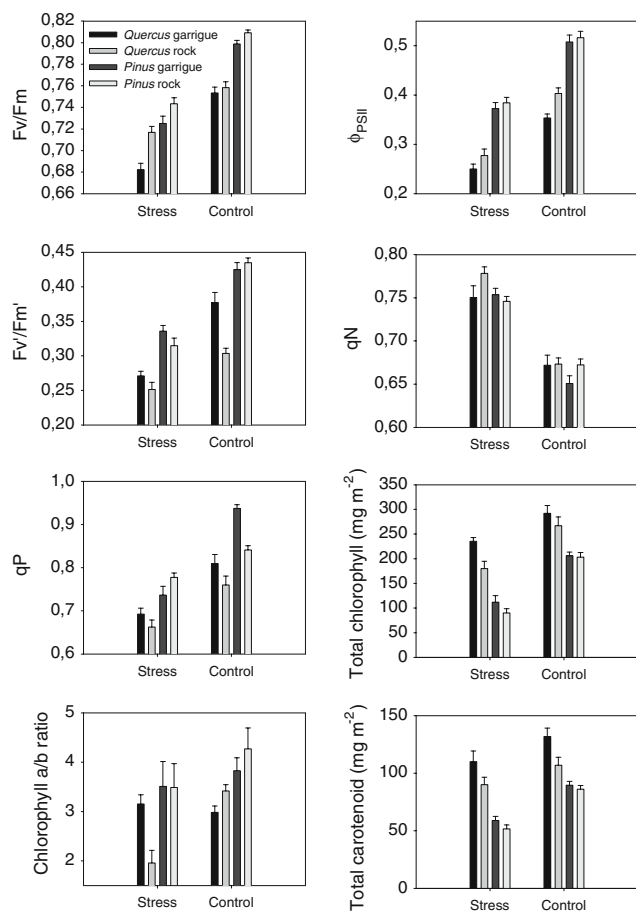 Fv/Fm
0,82
0,80
0,78
0,76
0,74
0,72
0,70
0,68
0,66
Quercus garrigue
Quercus rock
Pinus garrigue
Pinus rock
Stress Control
ϕPSII
0,5
0,4
0,3
0,2
Stress Control
Fv'/Fm'
0,45
0,40
0,35
0,30
0,25
0,20
Stress Control
qN
0,80
0,75
0,70
0,65
0,60
Stress Control
qP
1,0
0,9
0,8
0,7
0,6
Stress Control
Total chlorophyll (mg m-2)
350
300
250
200
150
100
50
0
Stress Control
Chlorophyll a/b ratio
5
4
3
2
Stress Control
Total carotenoid (mg m-2)
150
100
50
0
Stress Control